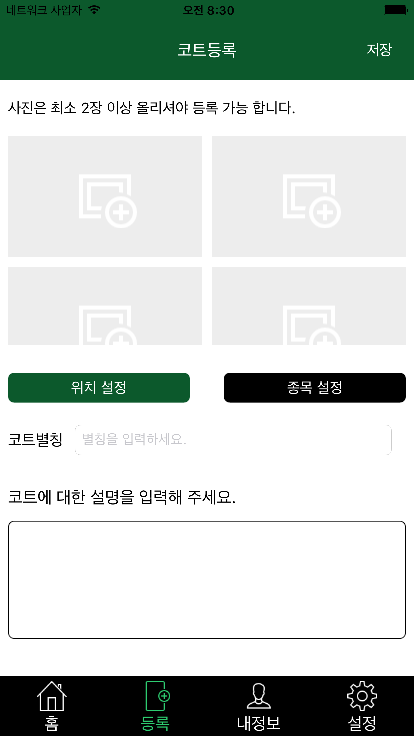 네트워크 사업자 오전 8:30
코트등록 저장
사진은 최소 2장 이상 올리셔야 등록 가능 합니다.
위치 설정 종목 설정
코트별칭 별칭을 입력하세요.
코트에 대한 설명을 입력해 주세요.
홈 등록 내정보 설정